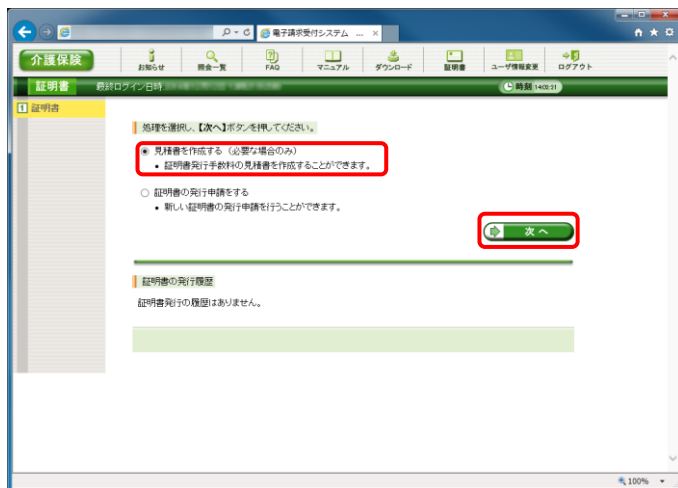 電子請求受付システム ...
介護保険
お知らせ
照会一覧
FAQ
マニュアル
ダウンロード
証明書
ユーザ情報変更
ログアウト
証明書
最終ログイン日時
時刻 14:03:31
1 証明書
処理を選択し、【次へ】ボタンを押してください。
見積書を作成する（必要な場合のみ）
• 証明書発行手数料の見積書を作成することができます。
証明書の発行申請をする
• 新しい証明書の発行申請を行うことができます。
次へ
証明書の発行履歴
証明書発行の履歴はありません。
100%